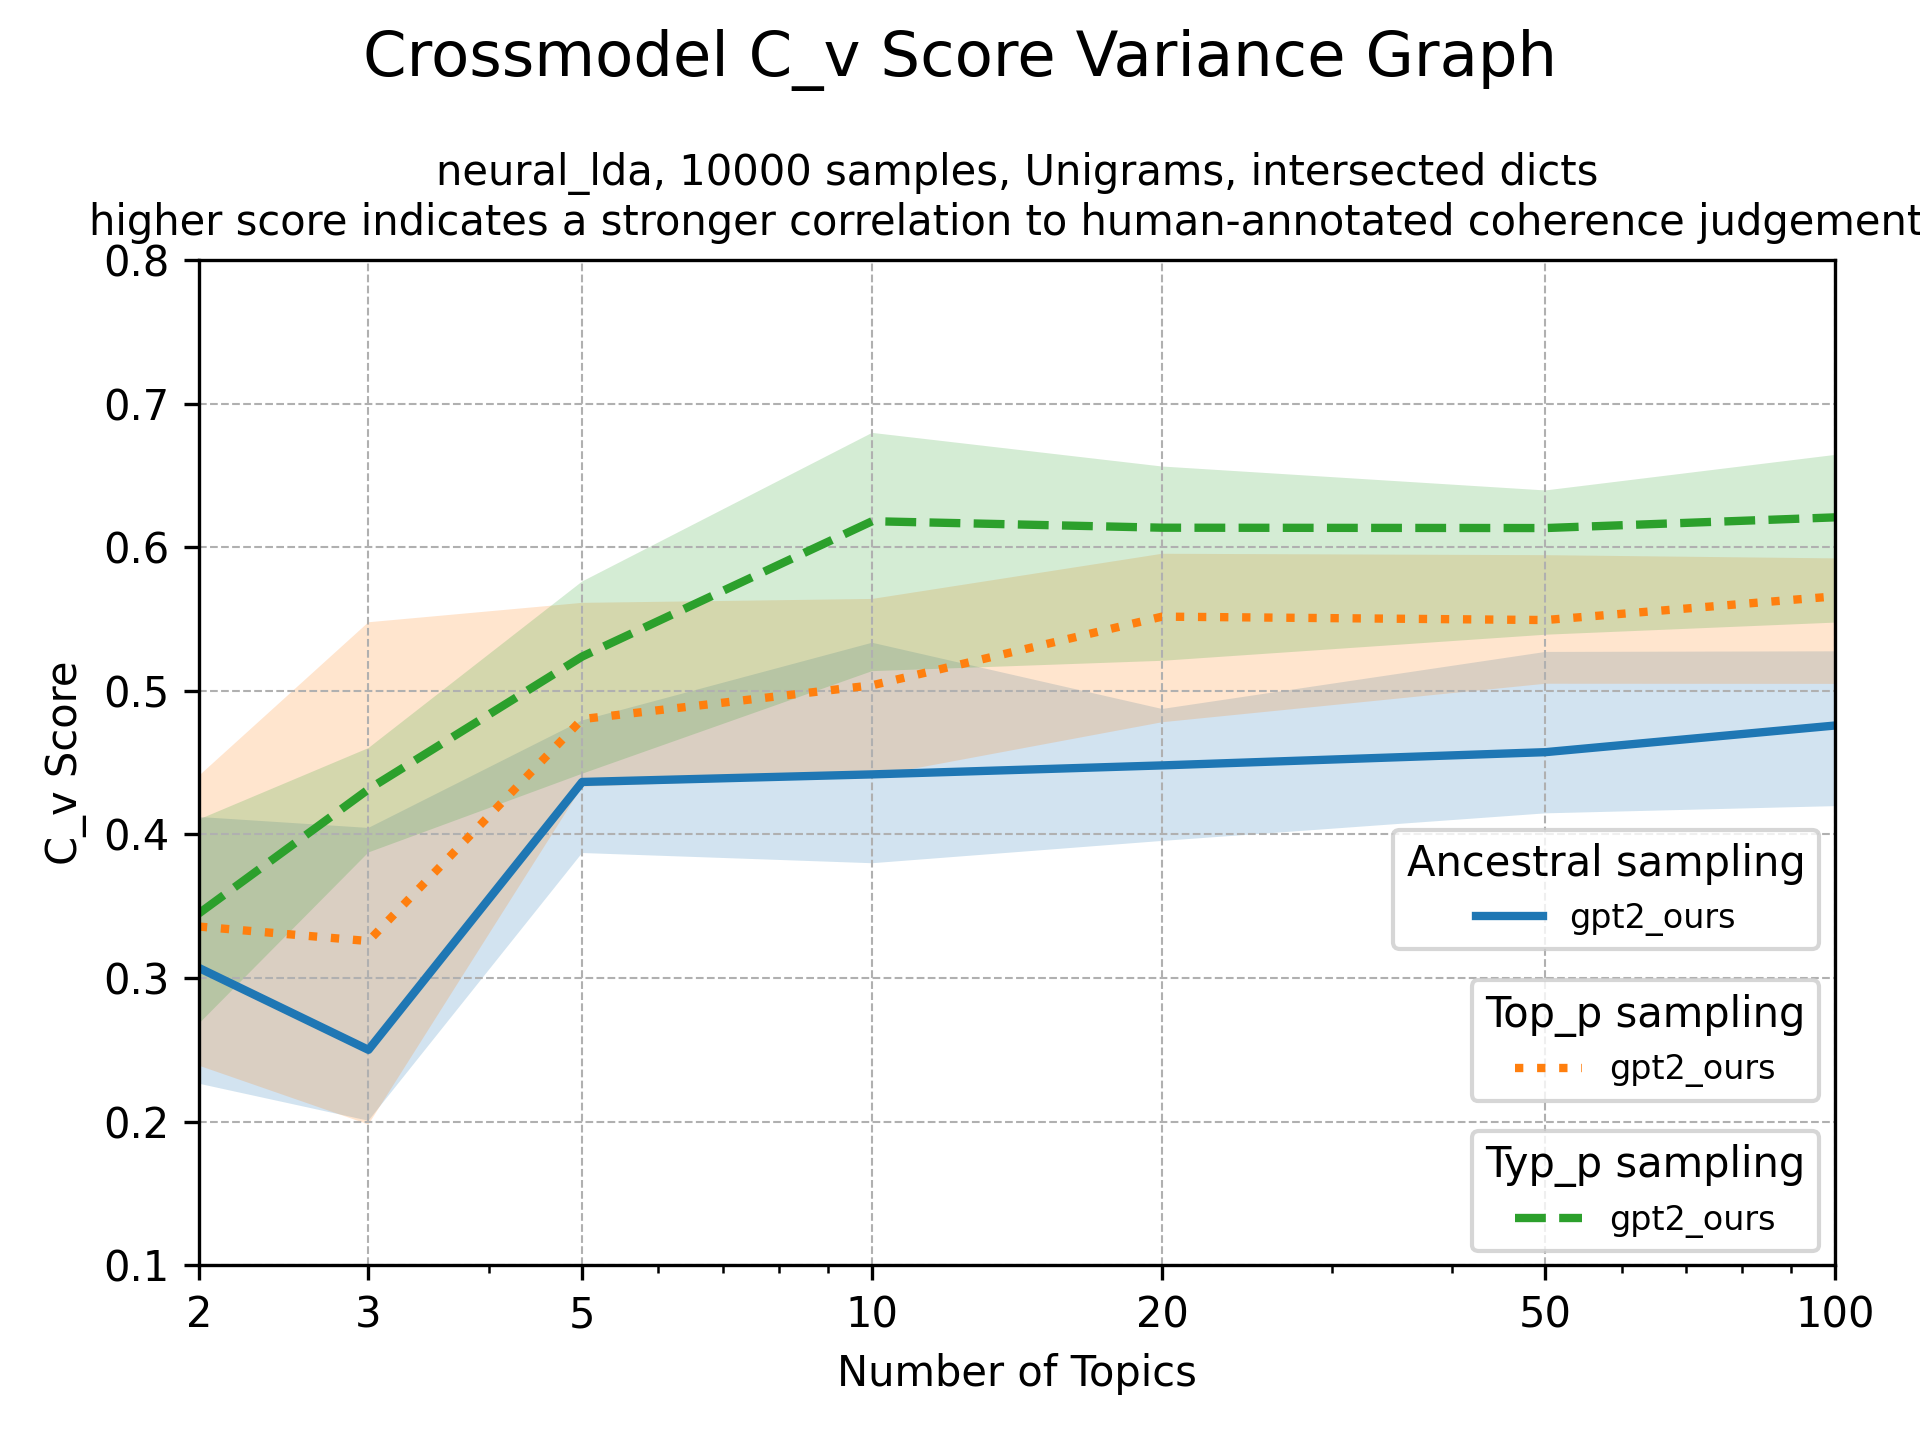 Crossmodel C_v Score Variance Graph
neural_lda, 10000 samples, Unigrams, intersected dicts
higher score indicates a stronger correlation to human-annotated coherence judgement
0.8
0.7
0.6
0.5
0.4
0.3
0.2
0.1
C_v Score
Ancestral sampling
gpt2_ours
Top_p sampling
gpt2_ours
Typ_p sampling
gpt2_ours
2 3 5 10 20 50 100
Number of Topics